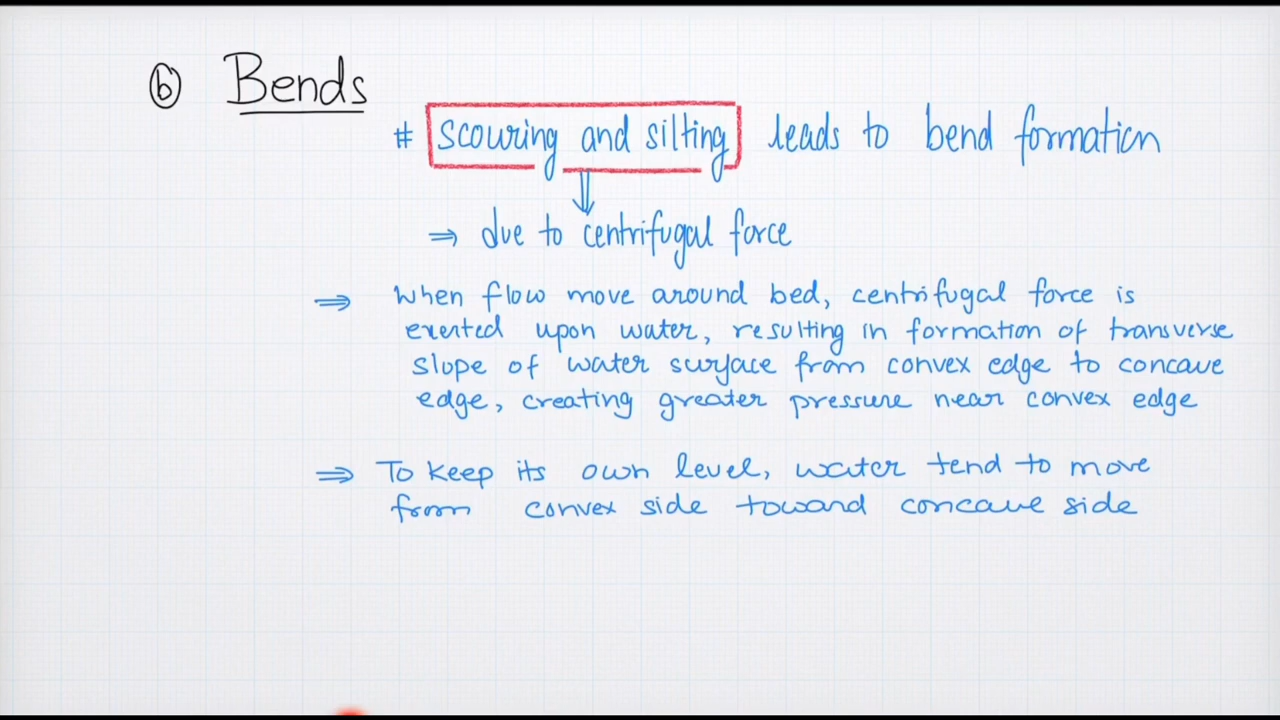 (b) Bends
# scouring and silting leads to bend formation
⇒ due to centrifugal force
⇒ When flow move around bed, centrifugal force is
exerted upon water, resulting in formation of transverse
slope of water surface from convex edge to concave
edge, creating greater pressure near convex edge
⇒ To keep its own level, water tend to move
from convex side toward concave side